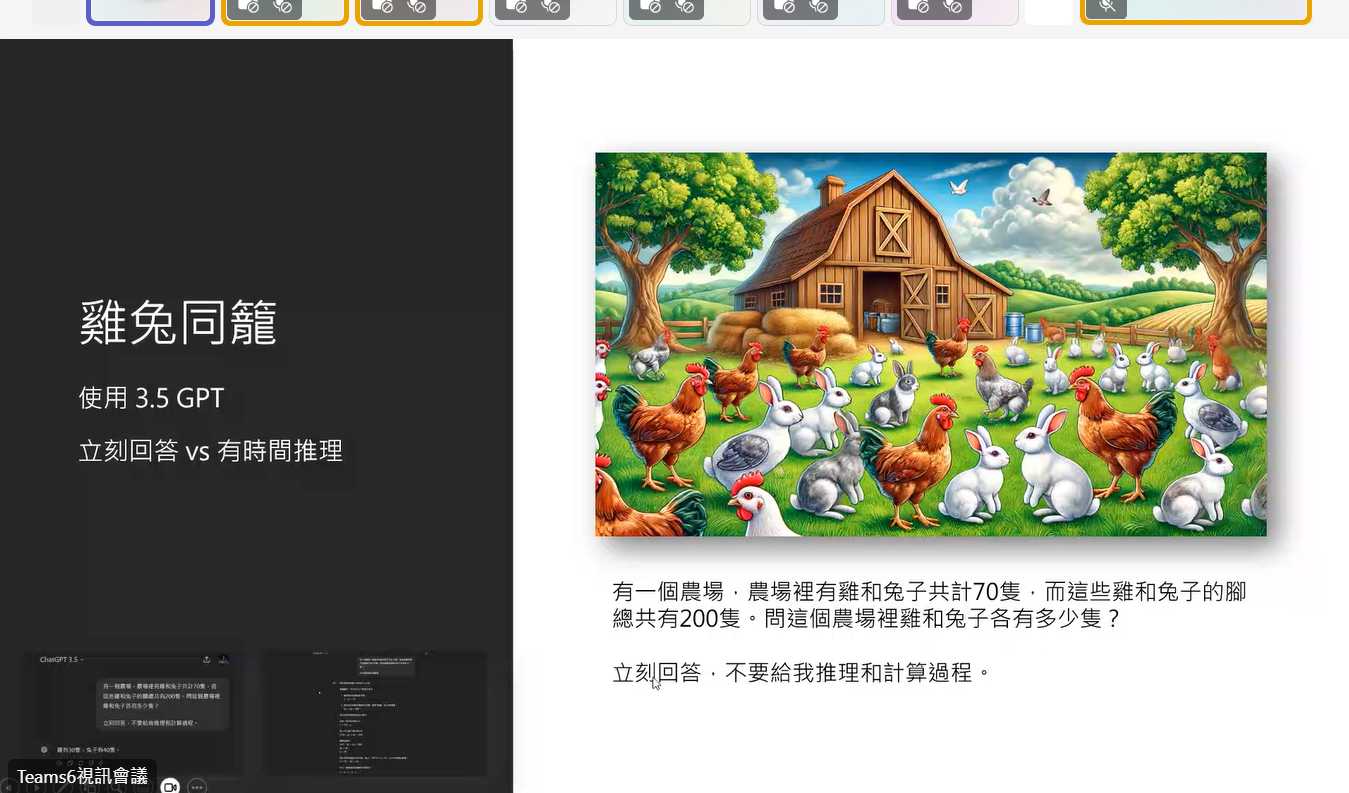 雞兔同籠
使用 3.5 GPT
立刻回答 vs 有時間推理
有一個農場，農場裡有雞和兔子共計70隻，而這些雞和兔子的腳
總共有200隻。問這個農場裡雞和兔子各有多少隻？
立刻回答，不要給我推理和計算過程。
ChatGPT 3.5
有一個農場，農場裡有雞和兔子共計70隻，而
這些雞和兔子的腳總共有200隻。問這個農場裡
雞和兔子各有多少隻？
立刻回答，不要給我推理和計算過程。
雞有30隻，兔子有40隻。
Teams6視訊會議